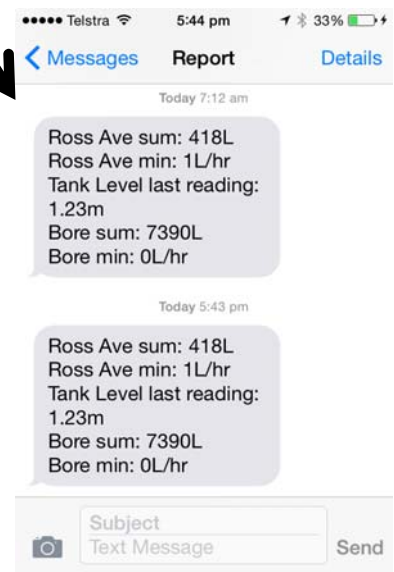 Telstra 5:44 pm 33%
Messages Report Details
Today 7:12 am
Ross Ave sum: 418L
Ross Ave min: 1L/hr
Tank Level last reading:
1.23m
Bore sum: 7390L
Bore min: 0L/hr
Today 5:43 pm
Ross Ave sum: 418L
Ross Ave min: 1L/hr
Tank Level last reading:
1.23m
Bore sum: 7390L
Bore min: 0L/hr
Subject
Text Message Send